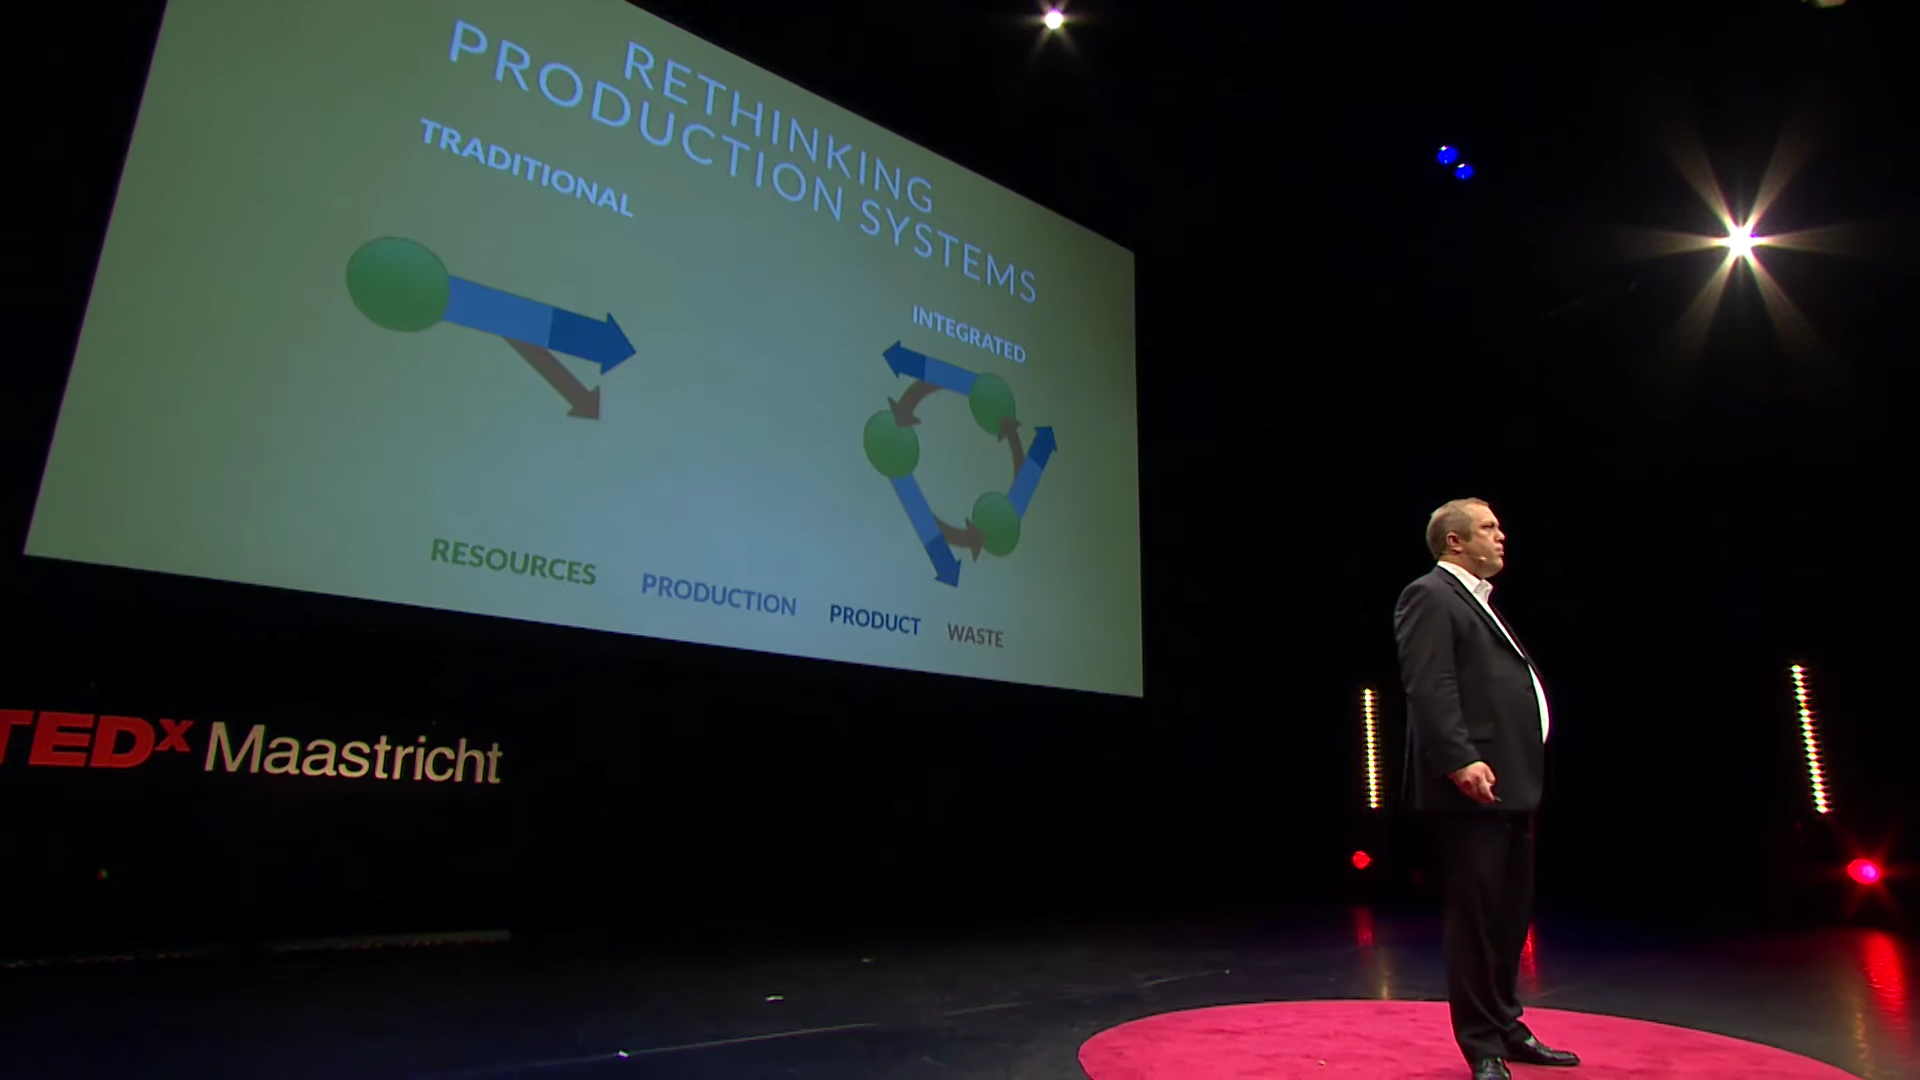 RETHINKING
PRODUCTION SYSTEMS
TRADITIONAL
INTEGRATED
RESOURCES PRODUCTION PRODUCT WASTE
TEDx Maastricht